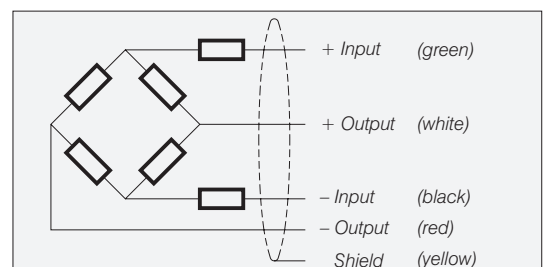 + Input (green)
+ Output (white)
– Input (black)
– Output (red)
Shield (yellow)